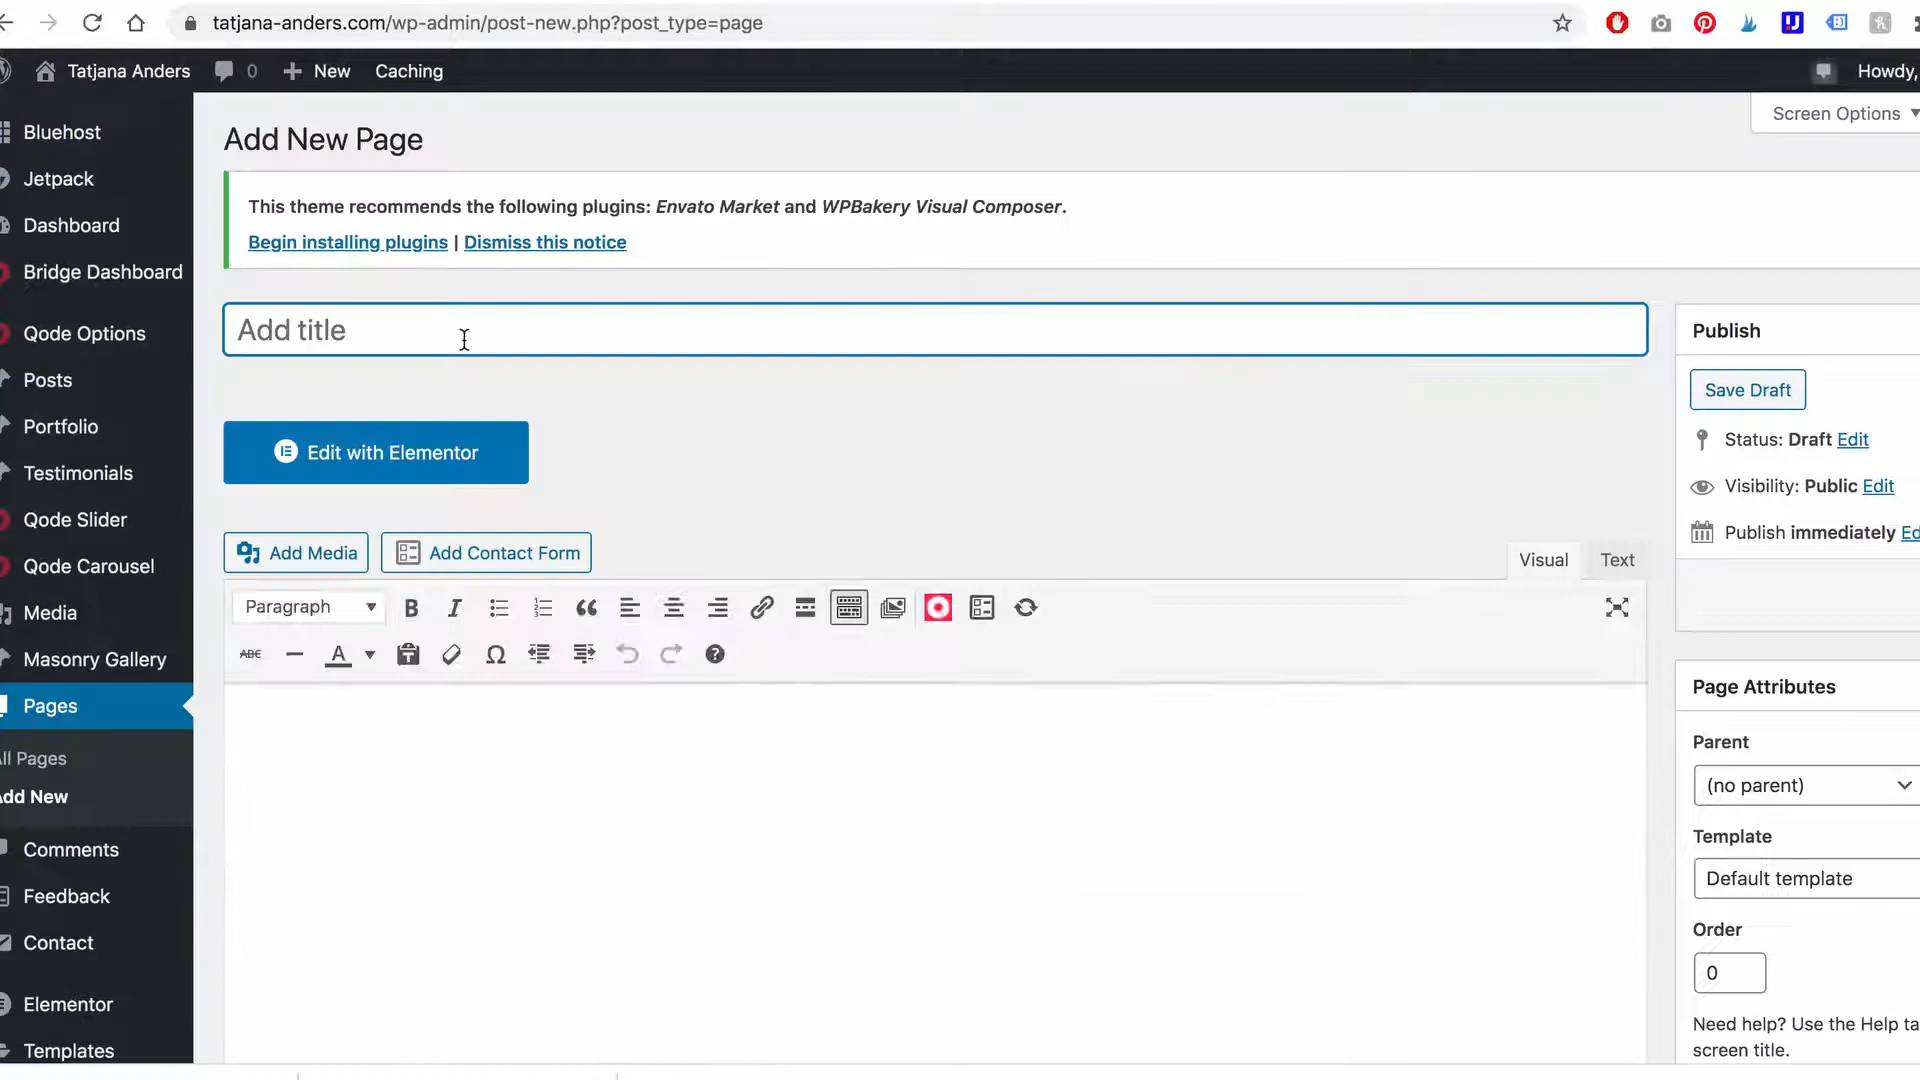 tatjana-anders.com/wp-admin/post-new.php?post_type=page
Tatjana Anders 0 New Caching Howdy,
Screen Options
Bluehost
Jetpack
Dashboard
Bridge Dashboard
Qode Options
Posts
Portfolio
Testimonials
Qode Slider
Qode Carousel
Media
Masonry Gallery
Pages
ll Pages
dd New
Comments
Feedback
Contact
Elementor
Templates
Add New Page
This theme recommends the following plugins: Envato Market and WPBakery Visual Composer.
Begin installing plugins | Dismiss this notice
Add title
Edit with Elementor
Add Media Add Contact Form
Visual Text
Paragraph B I
ABC A Ω
Publish
Save Draft
Status: Draft Edit
Visibility: Public Edit
Publish immediately Ed
Page Attributes
Parent
(no parent)
Template
Default template
Order
0
Need help? Use the Help ta
screen title.